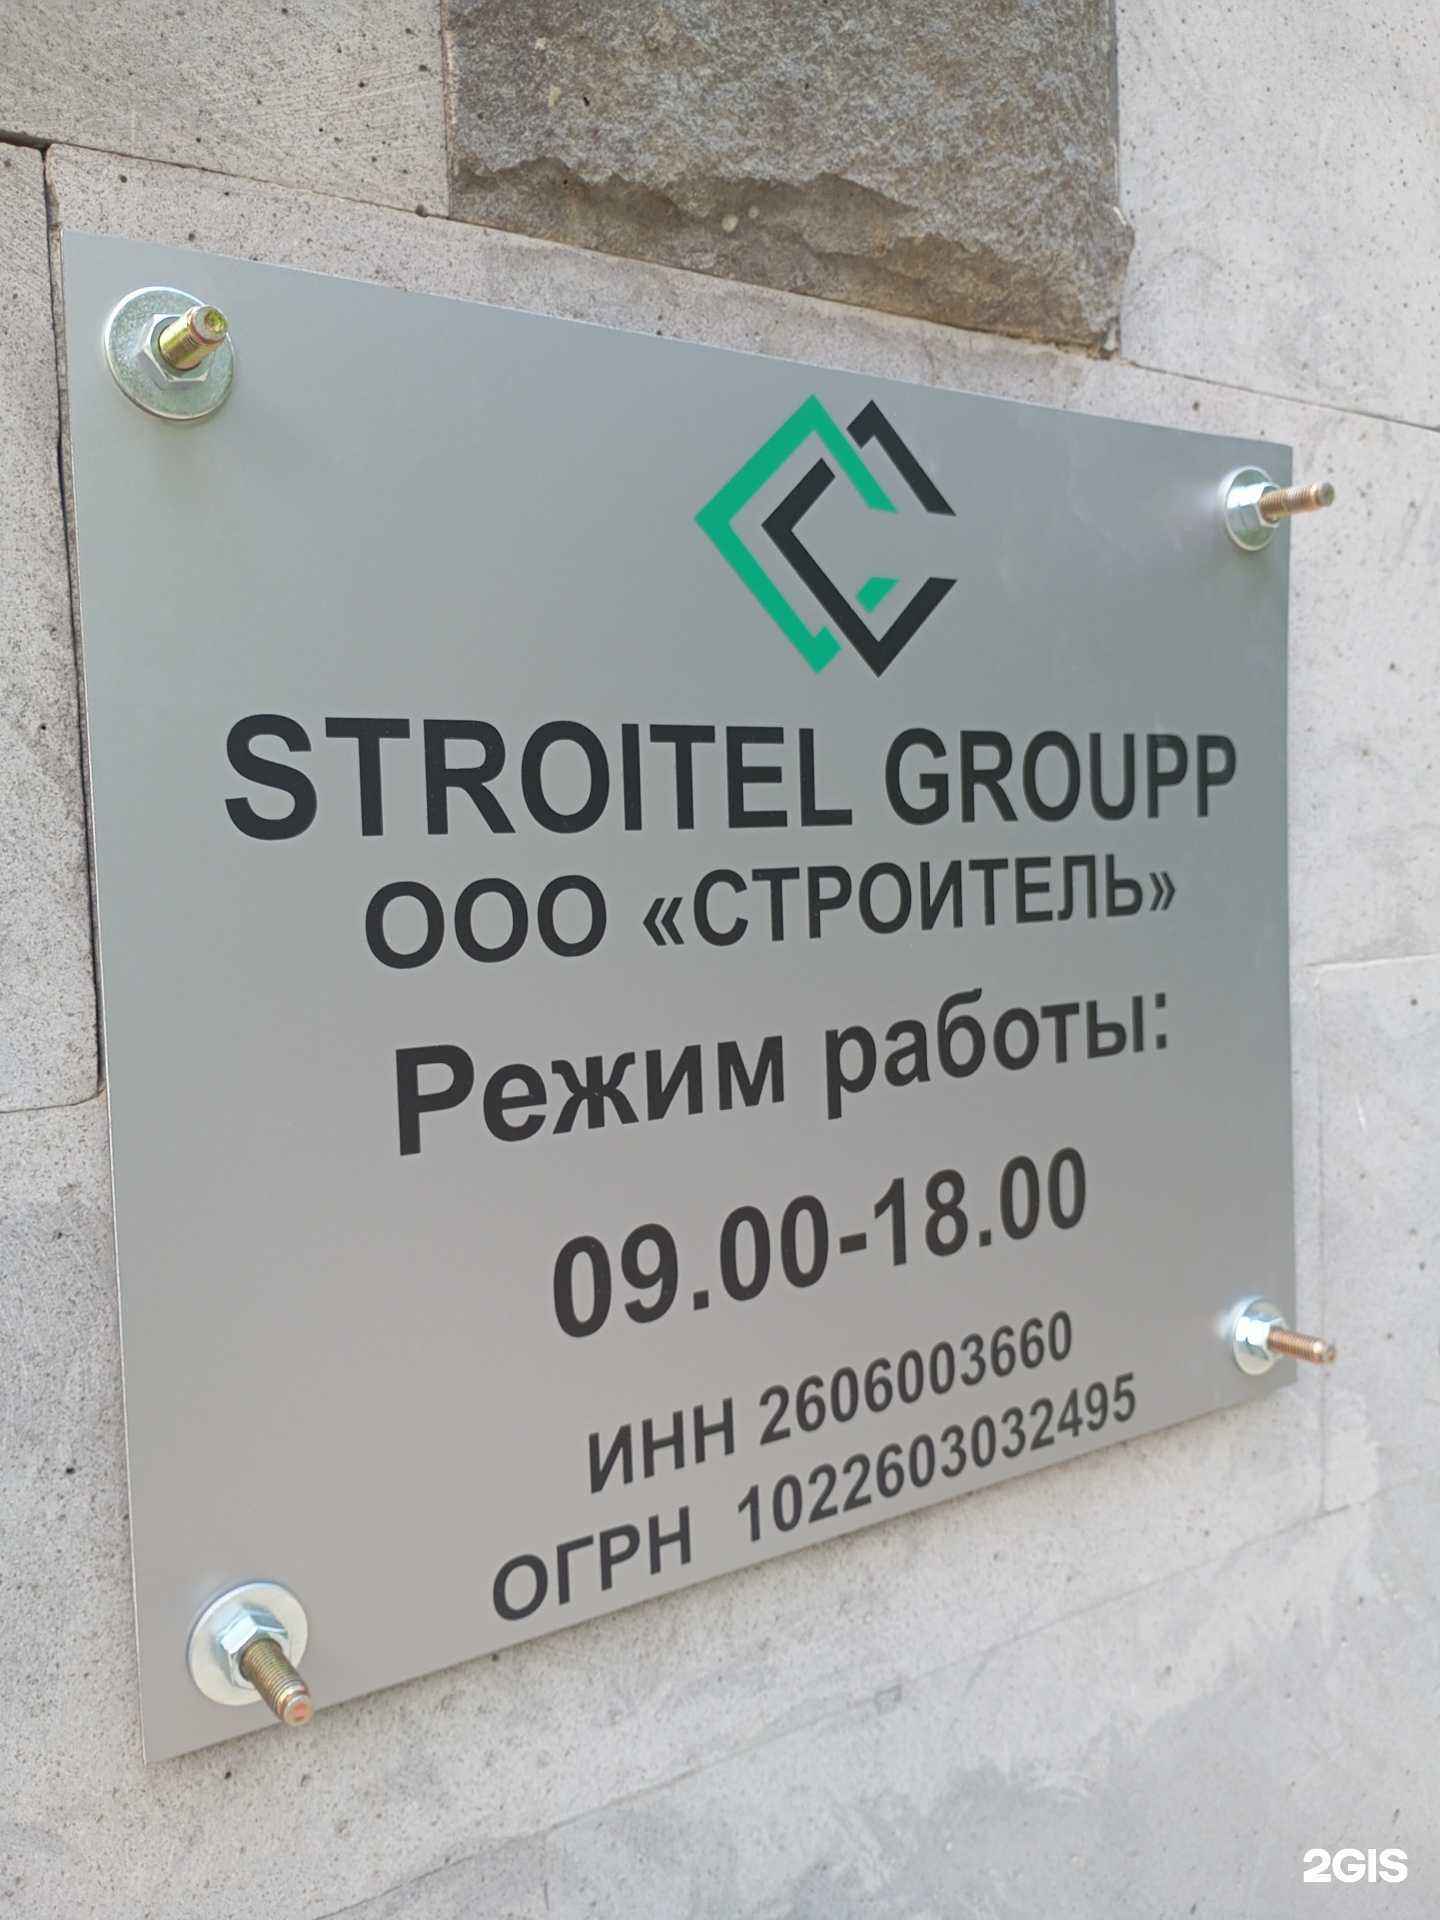 STROITEL GROUPP
ООО «СТРОИТЕЛЬ»
Режим работы:
09.00-18.00
ИНН 2606003660
ОГРН 1022603032495
2GIS